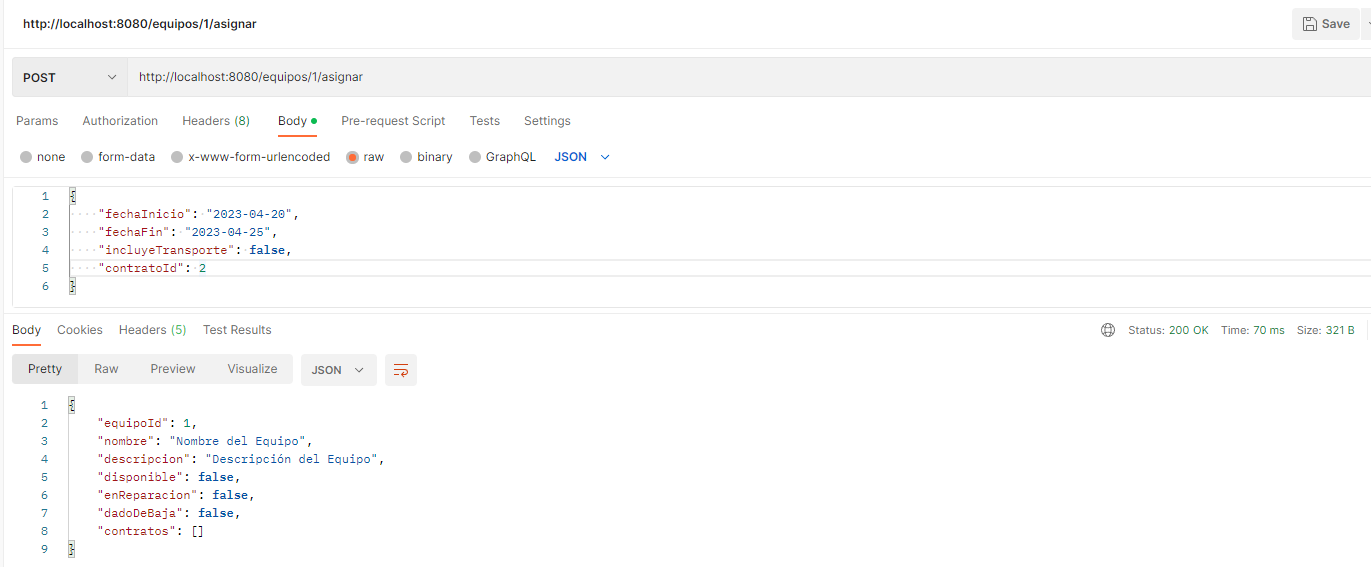 http://localhost:8080/equipos/1/asignar
Save
POST
http://localhost:8080/equipos/1/asignar
Params Authorization Headers (8) Body Pre-request Script Tests Settings
none form-data x-www-form-urlencoded raw binary GraphQL JSON
1 {
2 "fechaInicio": "2023-04-20",
3 "fechaFin": "2023-04-25",
4 "incluyeTransporte": false,
5 "contratoId": 2
6 }
Body Cookies Headers (5) Test Results Status: 200 OK Time: 70 ms Size: 321 B
Pretty Raw Preview Visualize JSON
1 {
2 "equipoId": 1,
3 "nombre": "Nombre del Equipo",
4 "descripcion": "Descripción del Equipo",
5 "disponible": false,
6 "enReparacion": false,
7 "dadoDeBaja": false,
8 "contratos": []
9 }